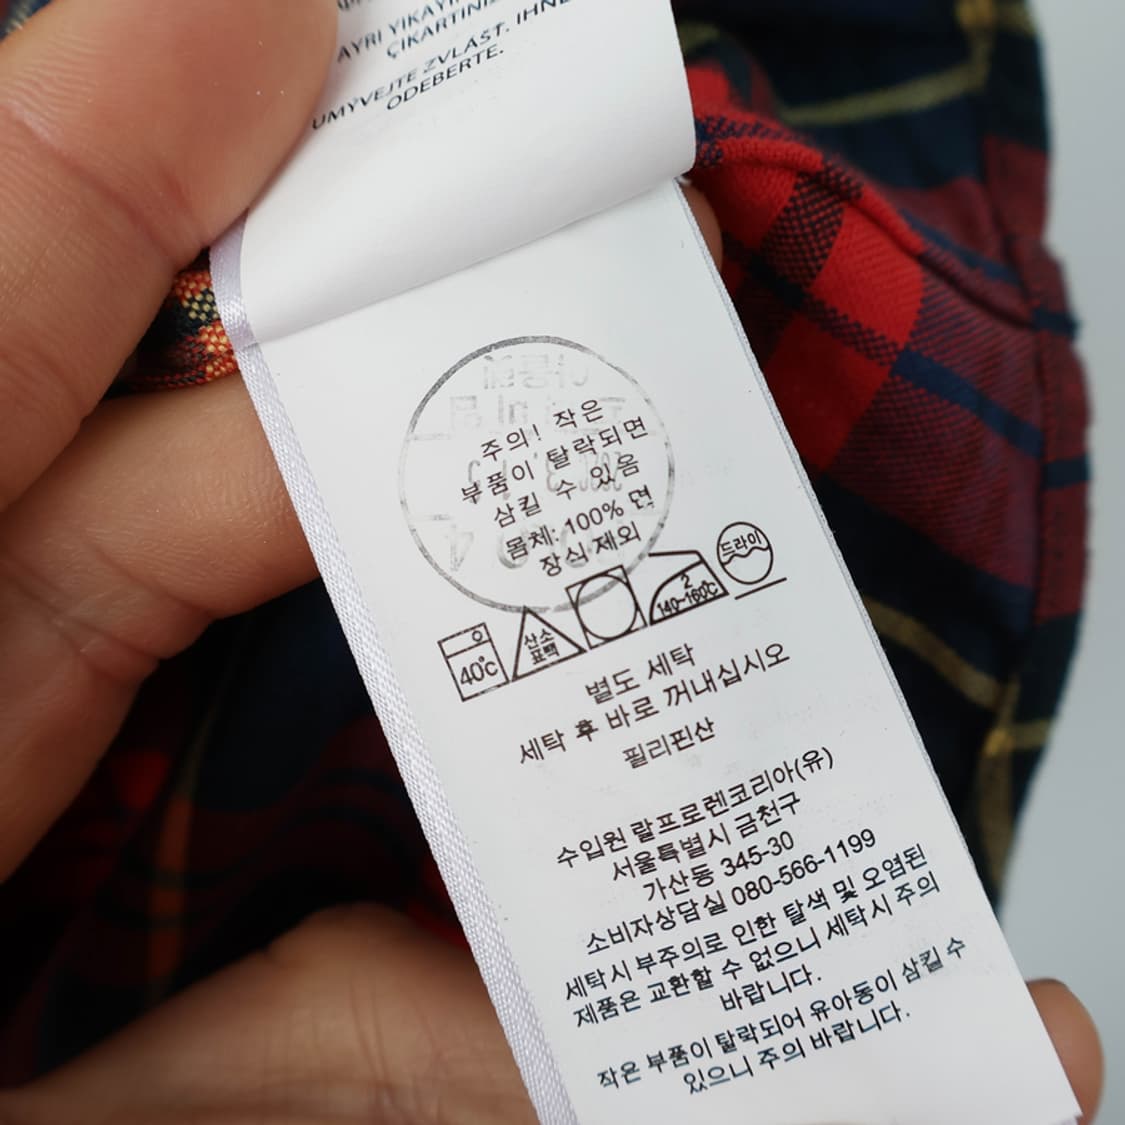 AYRI YIKAYIN
ÇIKARTINIZ.
UMÝVEJTE ZVLÁST. IHNE
ODEBERTE.
주의! 작은
부품이 탈락되면
삼킬 수 있음
몸체: 100% 면
장식 제외
40℃
산소
표백
2
140~160℃
드라이
별도 세탁
세탁 후 바로 꺼내십시오
필리핀산
수입원 랄프로렌코리아(유)
서울특별시 금천구
가산동 345-30
소비자상담실 080-566-1199
세탁시 부주의로 인한 탈색 및 오염된
제품은 교환할 수 없으니 세탁시 주의
바랍니다.
작은 부품이 탈락되어 유아동이 삼킬 수
있으니 주의 바랍니다.